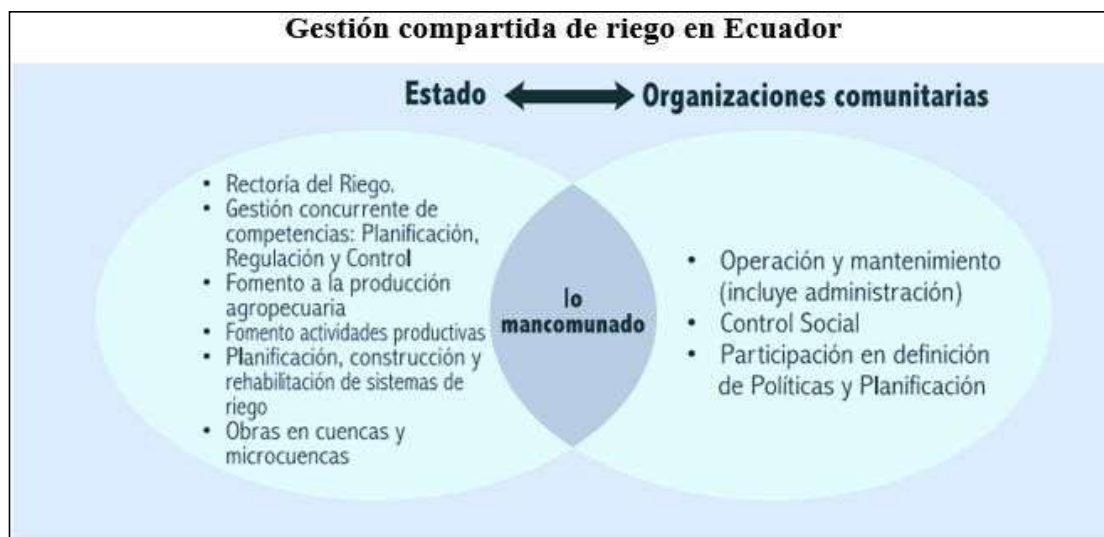 Gestión compartida de riego en Ecuador
Estado
Organizaciones comunitarias
• Rectoría del Riego.
• Gestión concurrente de
competencias: Planificación,
Regulación y Control
• Fomento a la producción
agropecuaria
• Fomento actividades productivas
• Planificación, construcción y
rehabilitación de sistemas de
riego
• Obras en cuencas y
microcuencas
lo
mancomunado
• Operación y mantenimiento
(incluye administración)
• Control Social
• Participación en definición
de Políticas y Planificación